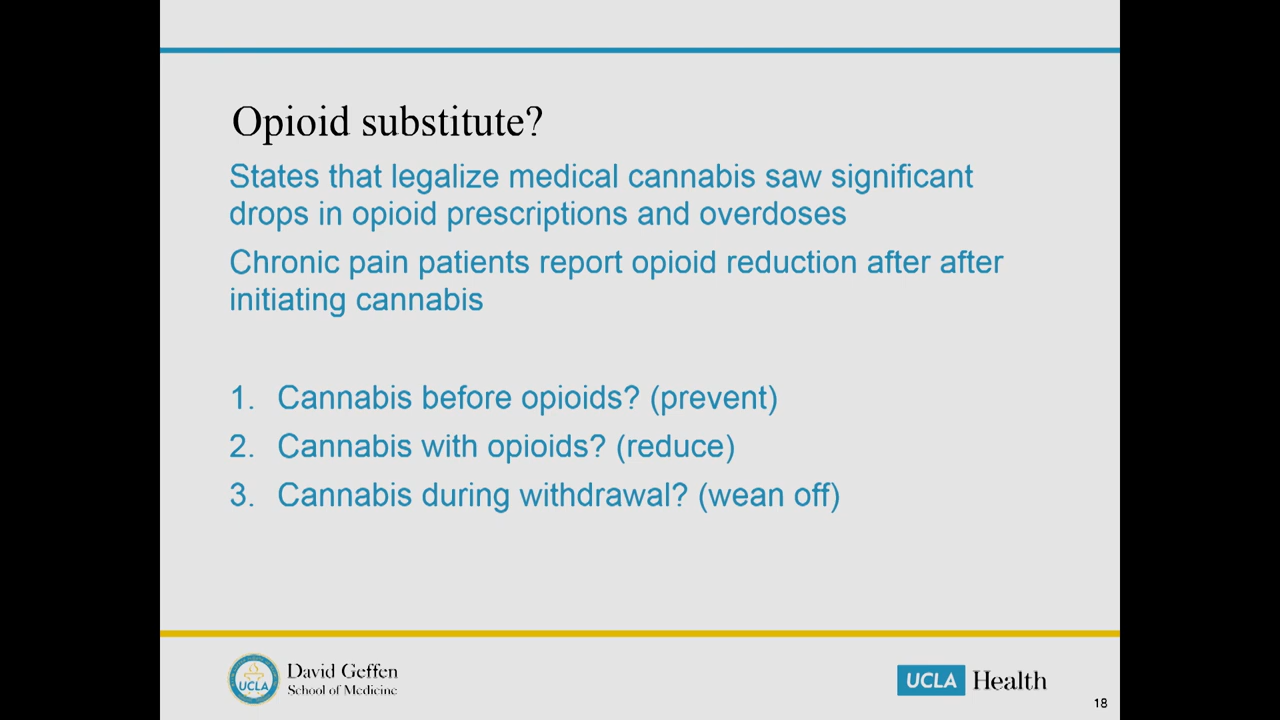 Opioid substitute?
States that legalize medical cannabis saw significant
drops in opioid prescriptions and overdoses
Chronic pain patients report opioid reduction after after
initiating cannabis
1. Cannabis before opioids? (prevent)
2. Cannabis with opioids? (reduce)
3. Cannabis during withdrawal? (wean off)
UCLA
David Geffen
School of Medicine
UCLA Health
18